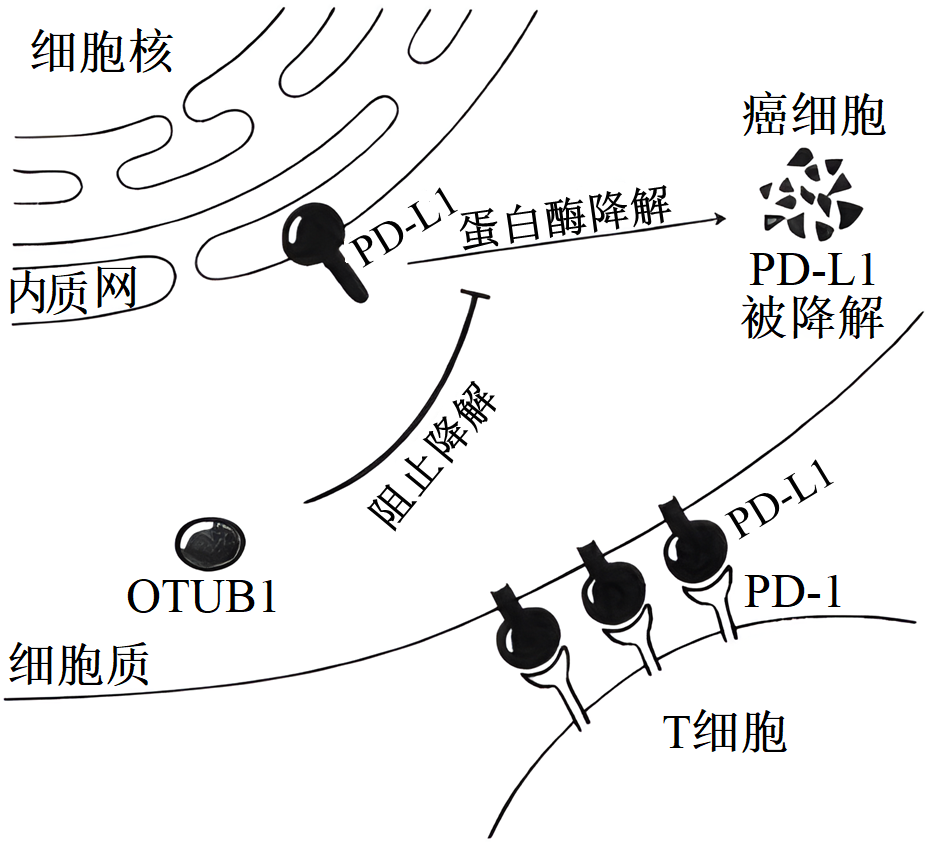 细胞核
癌细胞
PD-L1
蛋白酶降解
PD-L1
被降解
内质网
阻止降解
PD-L1
OTUB1
PD-1
细胞质
T细胞